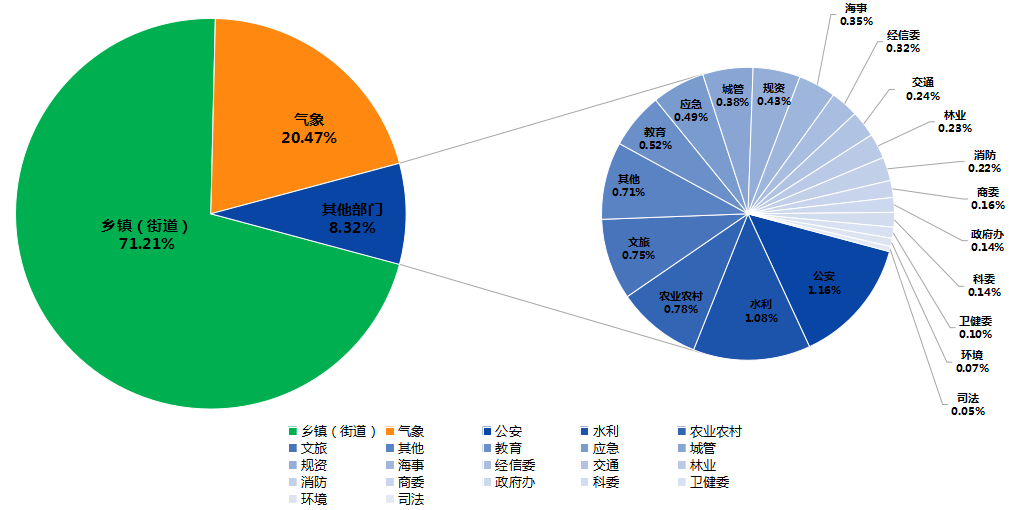 气象
20.47%
其他部门
8.32%
乡镇（街道）
71.21%
海事
0.35%
经信委
0.32%
交通
0.24%
林业
0.23%
消防
0.22%
商委
0.16%
政府办
0.14%
科委
0.14%
卫健委
0.10%
环境
0.07%
司法
0.05%
公安
1.16%
水利
1.08%
农业农村
0.78%
文旅
0.75%
其他
0.71%
教育
0.52%
应急
0.49%
城管
0.38%
规资
0.43%
乡镇（街道） 气象 公安 水利 农业农村
文旅 其他 教育 应急 城管
规资 海事 经信委 交通 林业
消防 商委 政府办 科委 卫健委
环境 司法